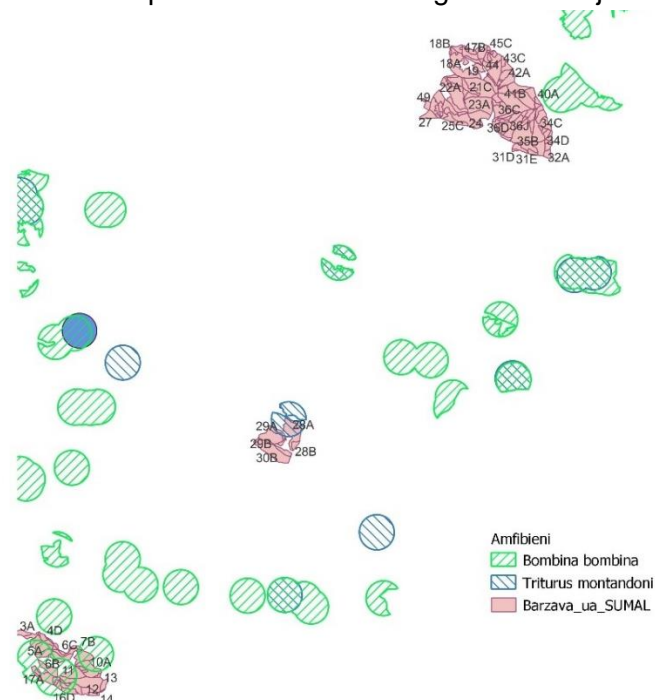 18B
47B
45C
43C
18A
44
19
42A
22A
21C
41B
40A
49
23A
36C
27
25C
24
36D
36J
34C
35B
34D
31D
31E
32A
29A
28A
29B
28B
30B
Amfibieni
Bombina bombina
Triturus montandoni
Barzava_ua_SUMAL
3A
4D
7B
5A
6C
6B
11
10A
17A
13
12
14